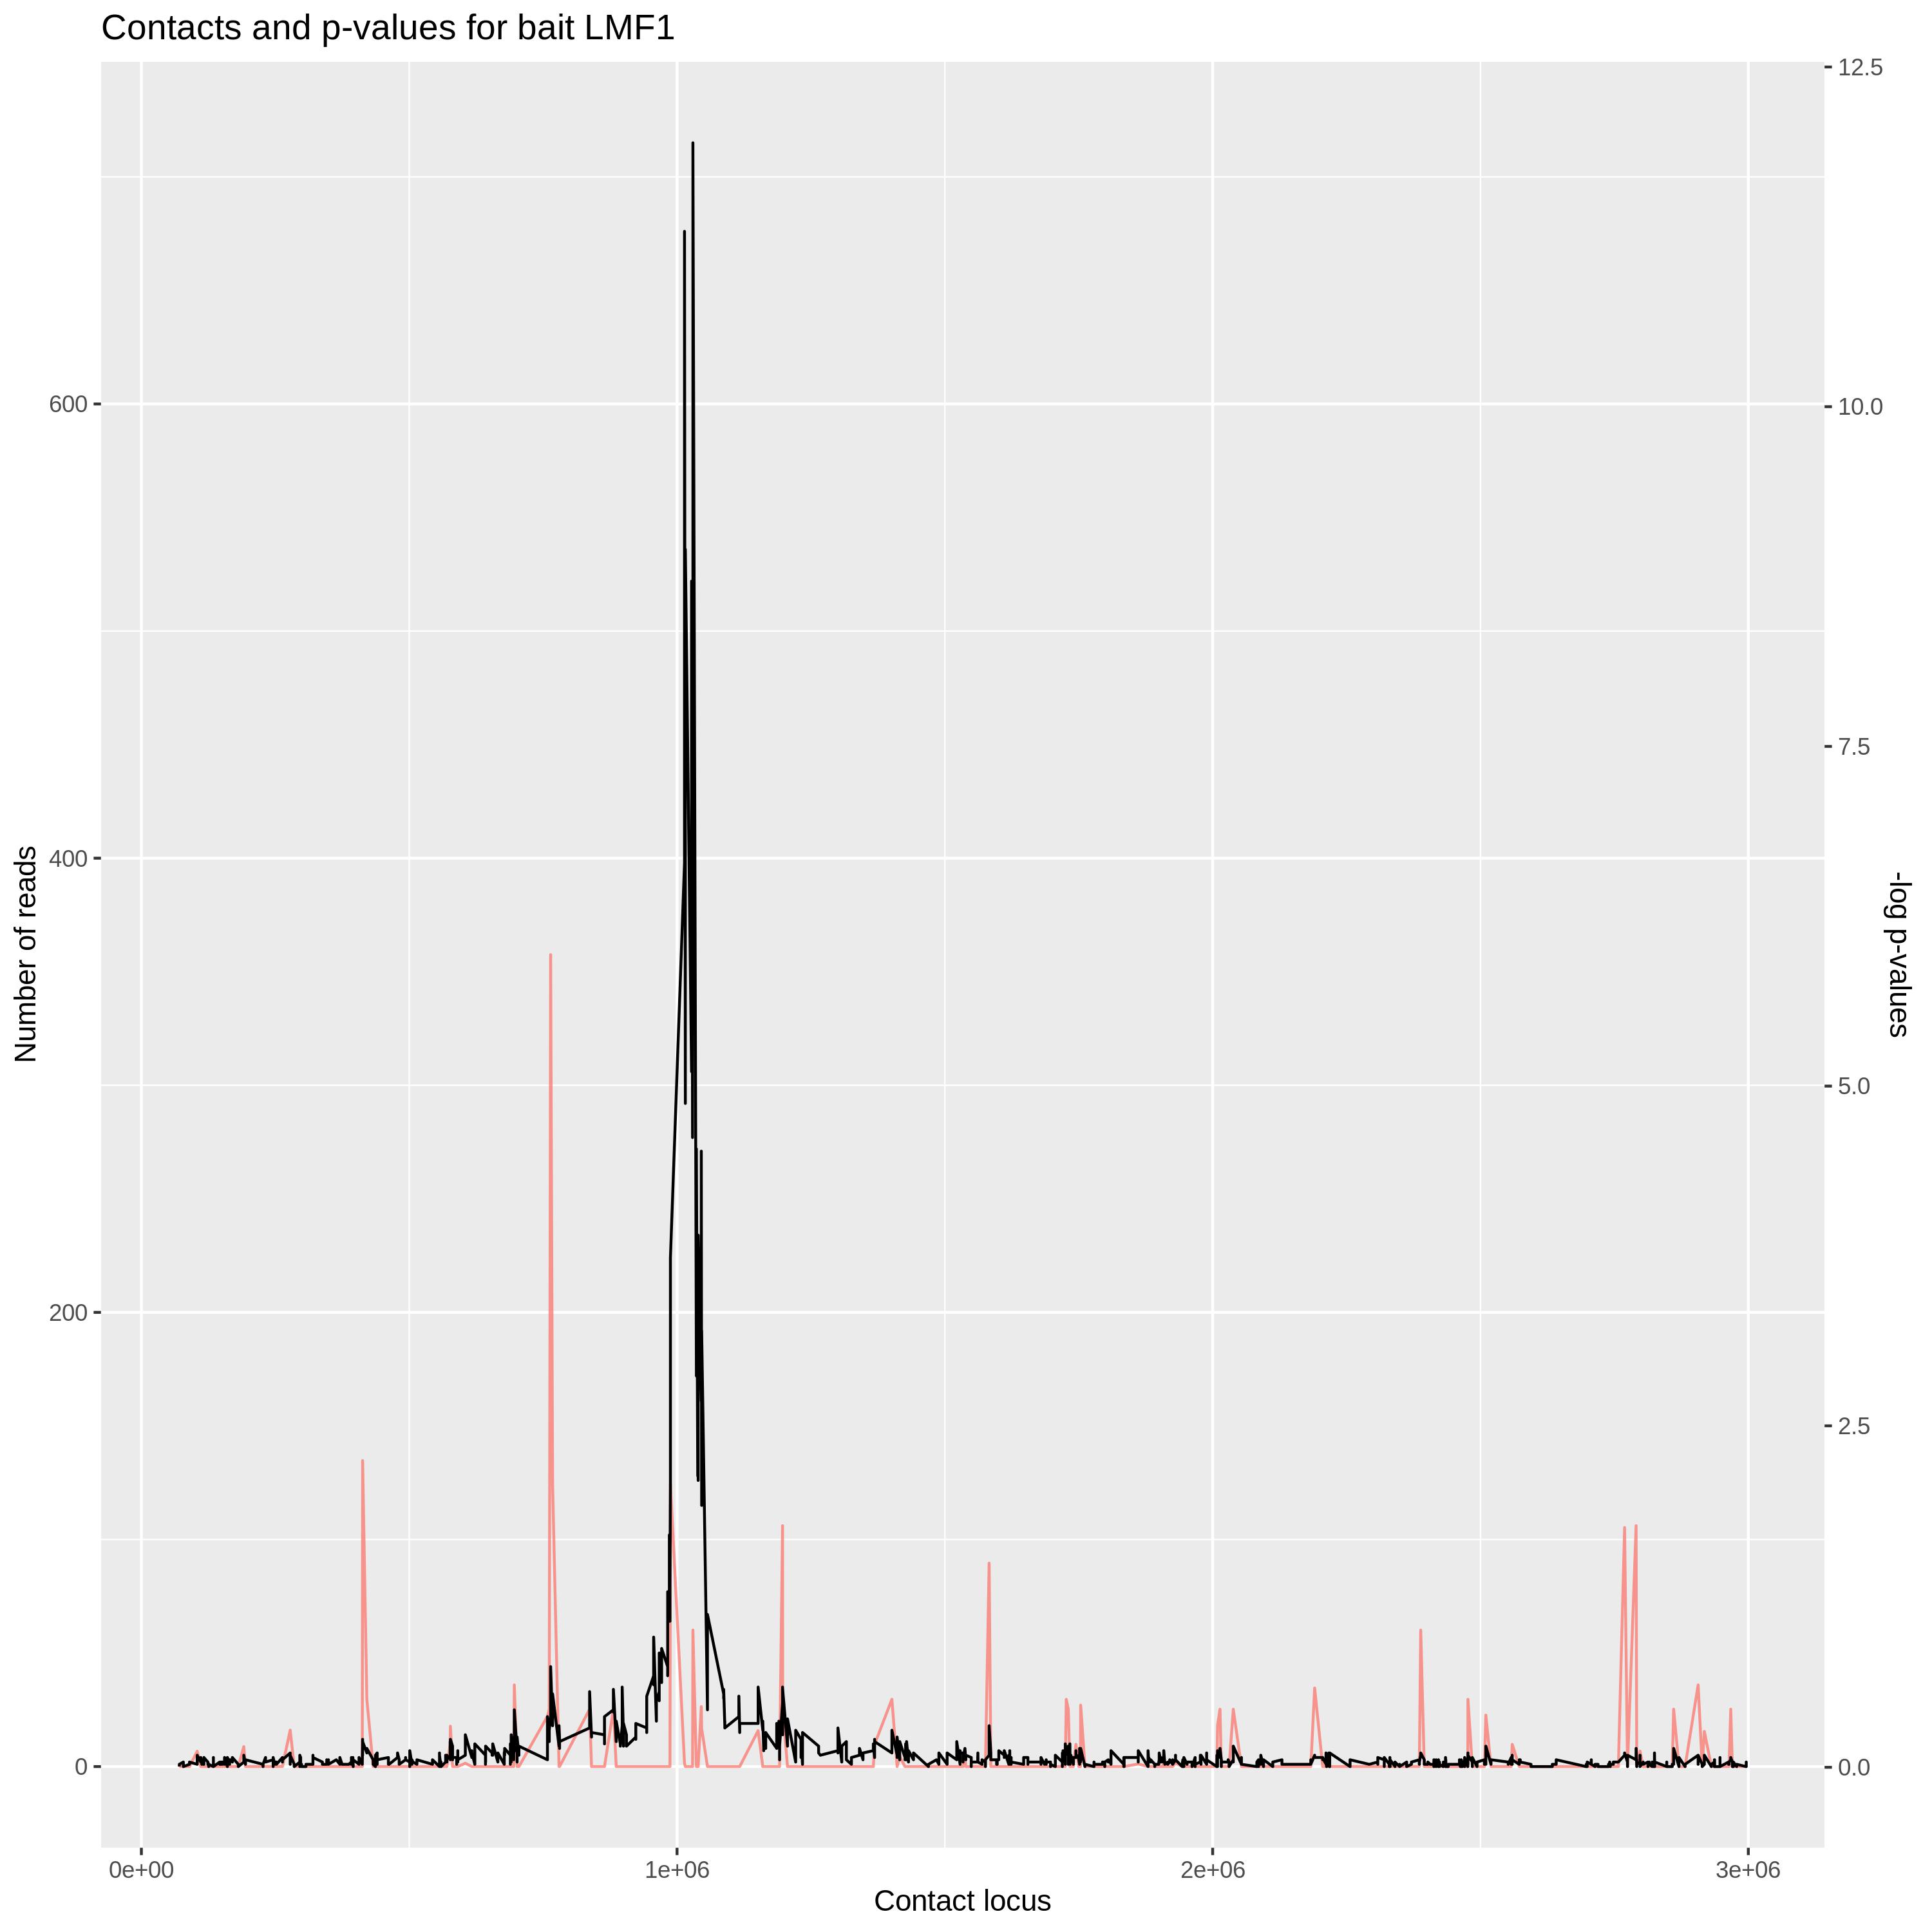 Contacts and p-values for bait LMF1
12.5
600
10.0
7.5
400
Number of reads
-log p-values
5.0
200
2.5
0
0.0
0e+00
1e+06
2e+06
3e+06
Contact locus